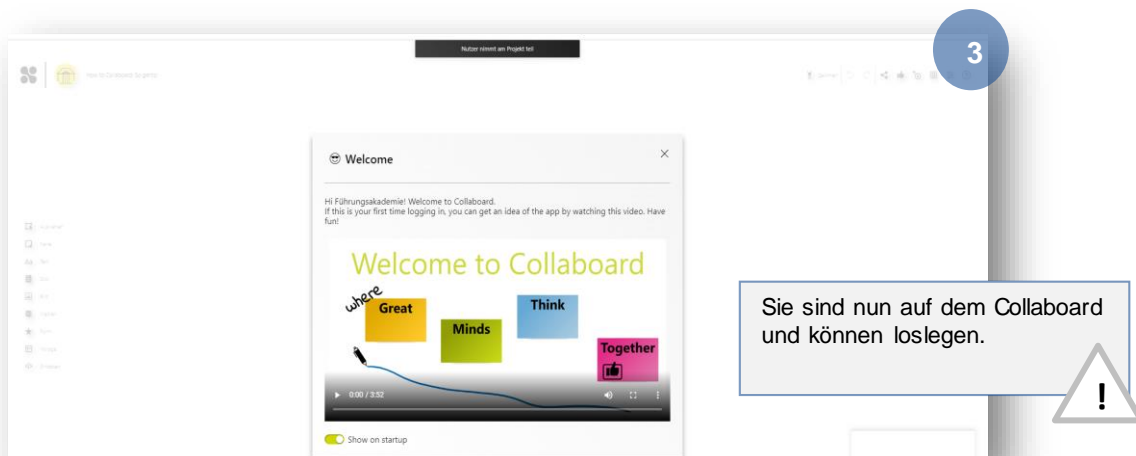 3
Nutzer nimmt am Projekt teil
Welcome
Hi Führungsakademie! Welcome to Collaboard.
If this is your first time logging in, you can get an idea of the app by watching this video. Have
fun!
Welcome to Collaboard
where
Great
Minds
Think
Together
0:00 / 3:52
Show on startup
Sie sind nun auf dem Collaboard
und können loslegen.
!